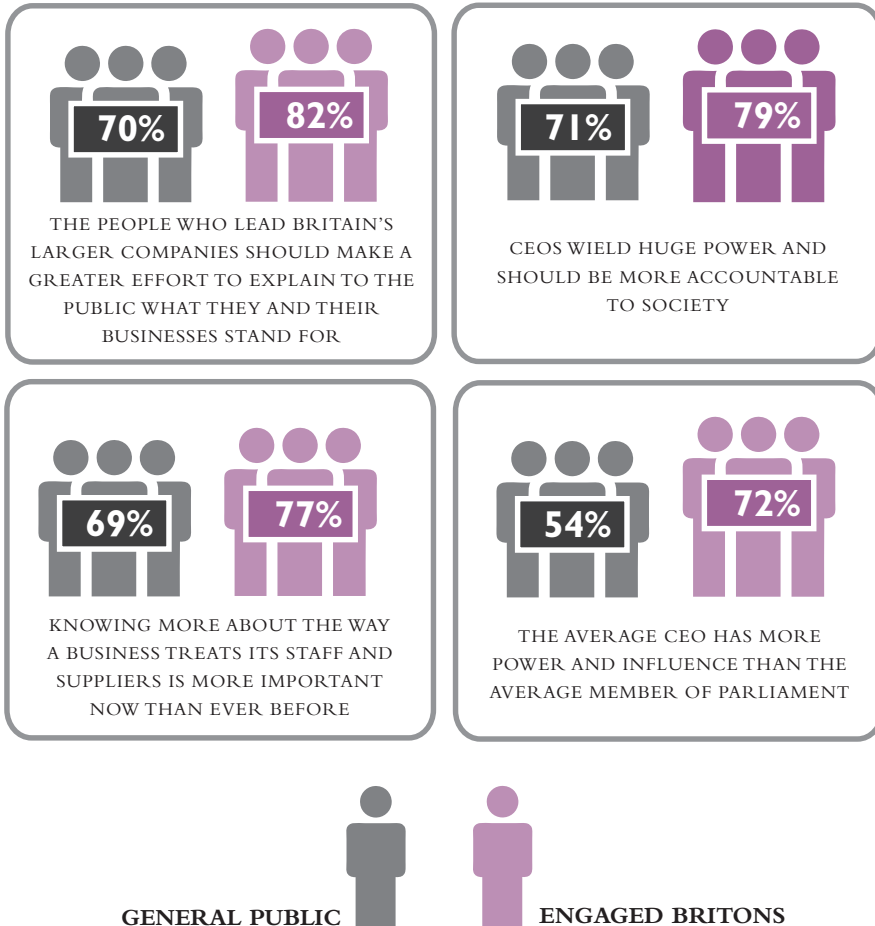 70%
82%
THE PEOPLE WHO LEAD BRITAIN’S
LARGER COMPANIES SHOULD MAKE A
GREATER EFFORT TO EXPLAIN TO THE
PUBLIC WHAT THEY AND THEIR
BUSINESSES STAND FOR
71%
79%
CEOS WIELD HUGE POWER AND
SHOULD BE MORE ACCOUNTABLE
TO SOCIETY
69%
77%
KNOWING MORE ABOUT THE WAY
A BUSINESS TREATS ITS STAFF AND
SUPPLIERS IS MORE IMPORTANT
NOW THAN EVER BEFORE
54%
72%
THE AVERAGE CEO HAS MORE
POWER AND INFLUENCE THAN THE
AVERAGE MEMBER OF PARLIAMENT
GENERAL PUBLIC
ENGAGED BRITONS